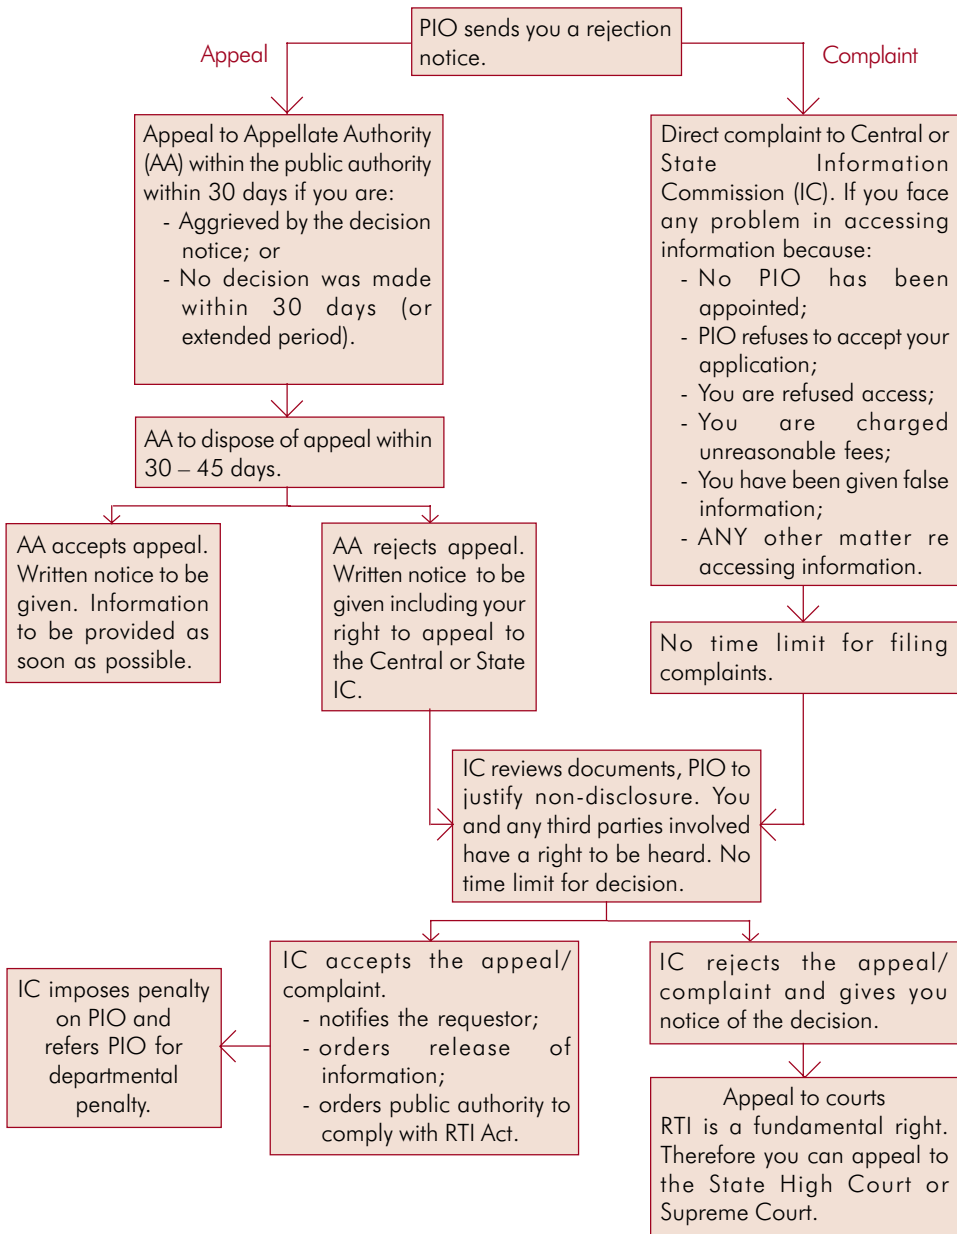 PIO sends you a rejection
notice.
Appeal
Complaint
Appeal to Appellate Authority
(AA) within the public authority
within 30 days if you are:
- Aggrieved by the decision
notice; or
- No decision was made
within 30 days (or
extended period).
Direct complaint to Central or
State Information
Commission (IC). If you face
any problem in accessing
information because:
- No PIO has been
appointed;
- PIO refuses to accept your
application;
- You are refused access;
- You are charged
unreasonable fees;
- You have been given false
information;
- ANY other matter re
accessing information.
AA to dispose of appeal within
30 – 45 days.
AA accepts appeal.
Written notice to be
given. Information
to be provided as
soon as possible.
AA rejects appeal.
Written notice to be
given including your
right to appeal to
the Central or State
IC.
No time limit for filing
complaints.
IC reviews documents, PIO to
justify non-disclosure. You
and any third parties involved
have a right to be heard. No
time limit for decision.
IC imposes penalty
on PIO and
refers PIO for
departmental
penalty.
IC accepts the appeal/
complaint.
- notifies the requestor;
- orders release of
information;
- orders public authority to
comply with RTI Act.
IC rejects the appeal/
complaint and gives you
notice of the decision.
Appeal to courts
RTI is a fundamental right.
Therefore you can appeal to
the State High Court or
Supreme Court.